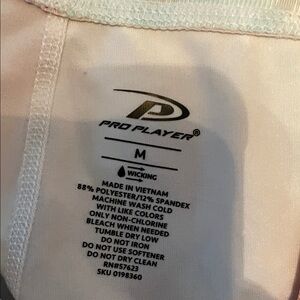 PRO PLAYER®
M
WICKING
MADE IN VIETNAM
88% POLYESTER/12% SPANDEX
MACHINE WASH COLD
WITH LIKE COLORS
ONLY NON-CHLORINE
BLEACH WHEN NEEDED
TUMBLE DRY LOW
DO NOT IRON
DO NOT USE SOFTENER
DO NOT DRY CLEAN
RN#57623
SKU 0198360